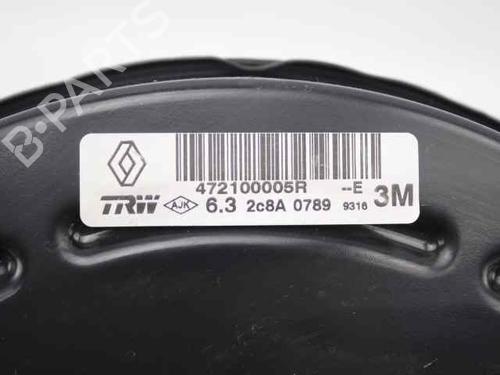 B-PARTS
472100005R --E
TRW AJK 6.3 2c8A 0789 9316 3M